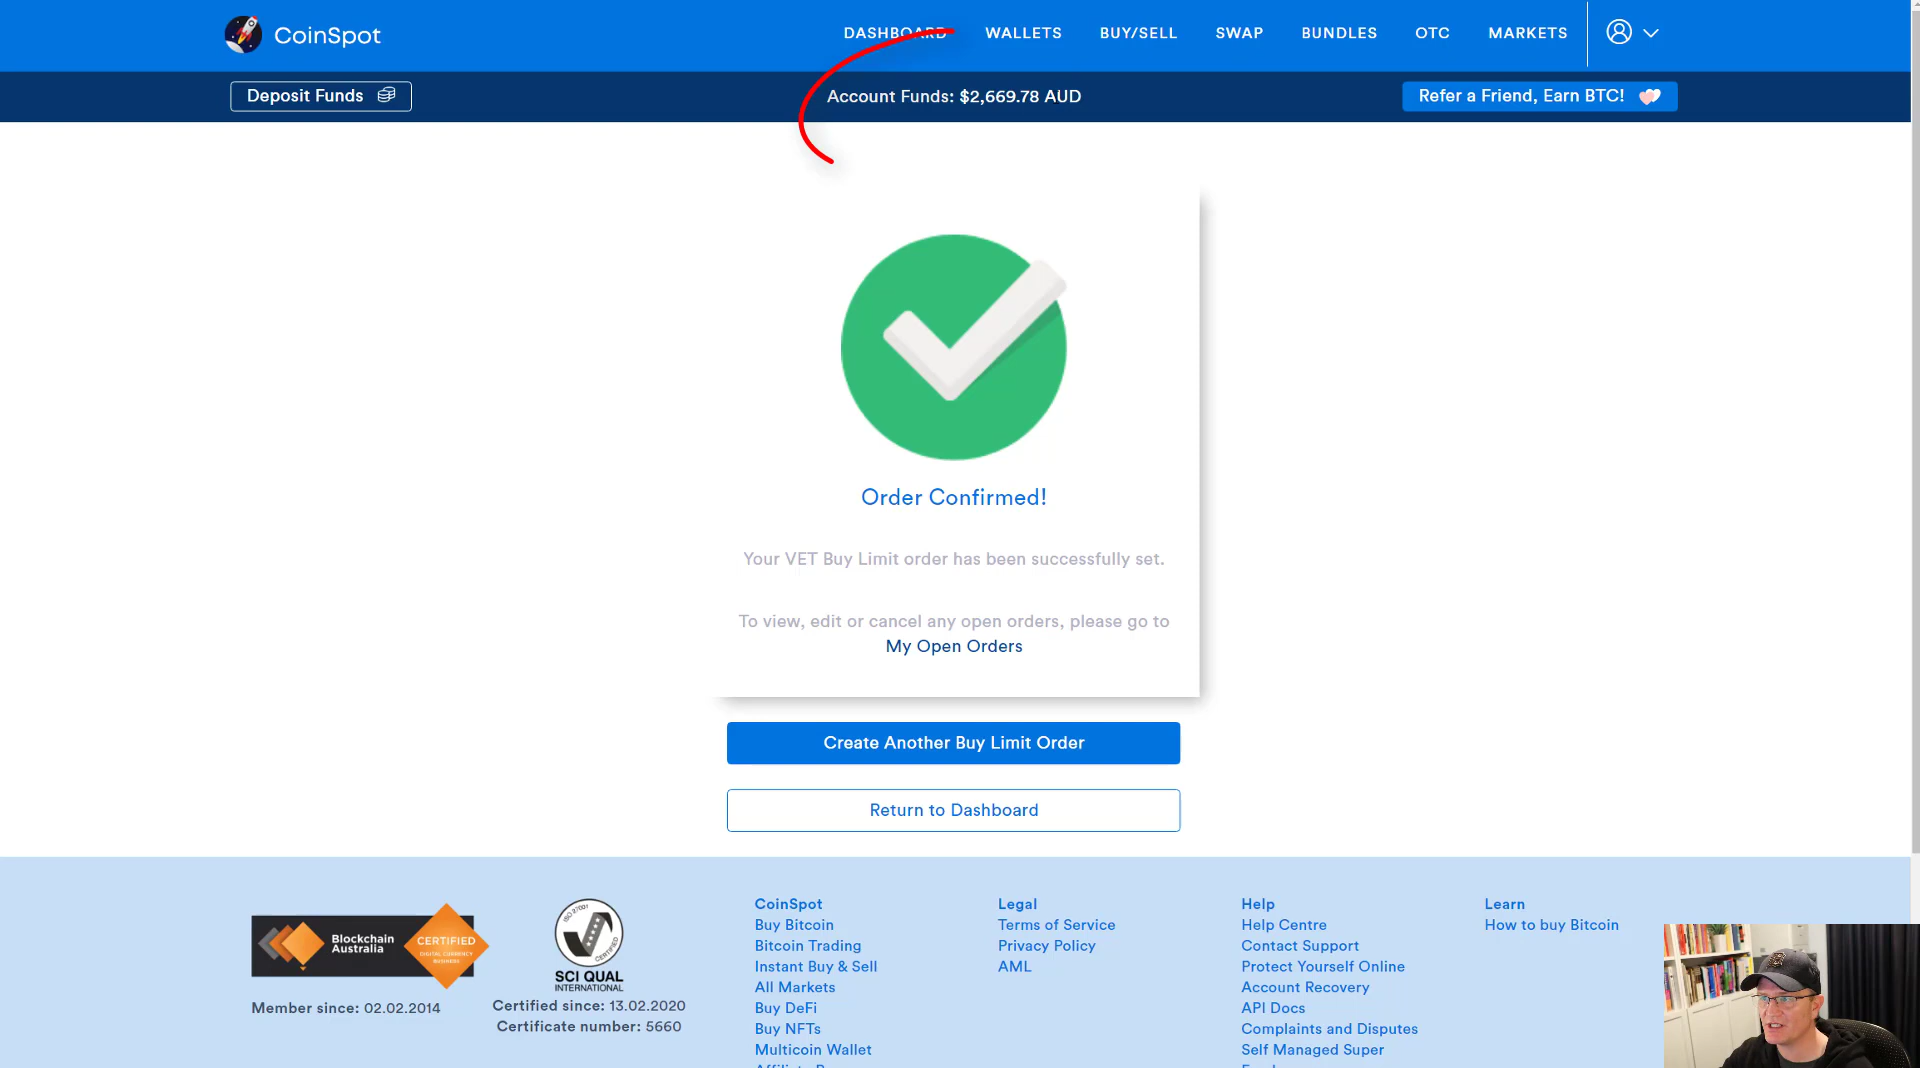 CoinSpot
DASHBOARD WALLETS BUY/SELL SWAP BUNDLES OTC MARKETS
Deposit Funds
Account Funds: $2,669.78 AUD
Refer a Friend, Earn BTC!
Order Confirmed!
Your VET Buy Limit order has been successfully set.
To view, edit or cancel any open orders, please go to
My Open Orders
Create Another Buy Limit Order
Return to Dashboard
Blockchain
Australia
CERTIFIED
DIGITAL CURRENCY
BUSINESS
Member since: 02.02.2014
ISO 27001
CERTIFIED
SCI QUAL
INTERNATIONAL
Certified since: 13.02.2020
Certificate number: 5660
CoinSpot
Buy Bitcoin
Bitcoin Trading
Instant Buy & Sell
All Markets
Buy DeFi
Buy NFTs
Multicoin Wallet
Legal
Terms of Service
Privacy Policy
AML
Help
Help Centre
Contact Support
Protect Yourself Online
Account Recovery
API Docs
Complaints and Disputes
Self Managed Super
Learn
How to buy Bitcoin